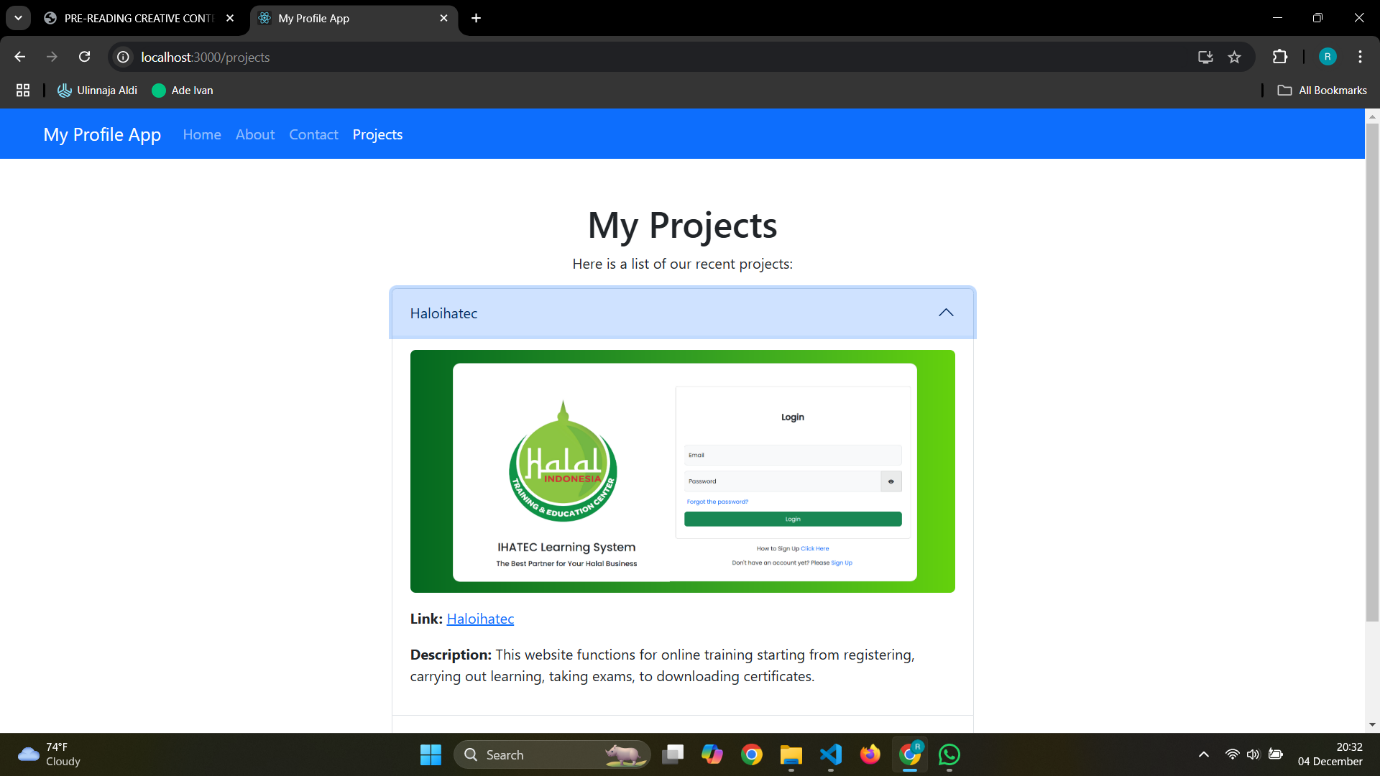 PRE-READING CREATIVE CONTE
My Profile App
localhost:3000/projects
R
Ulinnaja Aldi
Ade Ivan
All Bookmarks
My Profile App
Home
About
Contact
Projects
My Projects
Here is a list of our recent projects:
Haloihatec
Halal
INDONESIA
TRAINING & EDUCATION CENTER
IHATEC Learning System
The Best Partner for Your Halal Business
Login
Email
Password
Forgot the password?
Login
How to Sign Up Click Here
Don't have an account yet? Please Sign Up
Link: Haloihatec
Description: This website functions for online training starting from registering,
carrying out learning, taking exams, to downloading certificates.
74°F
Cloudy
Search
R
20:32
04 December